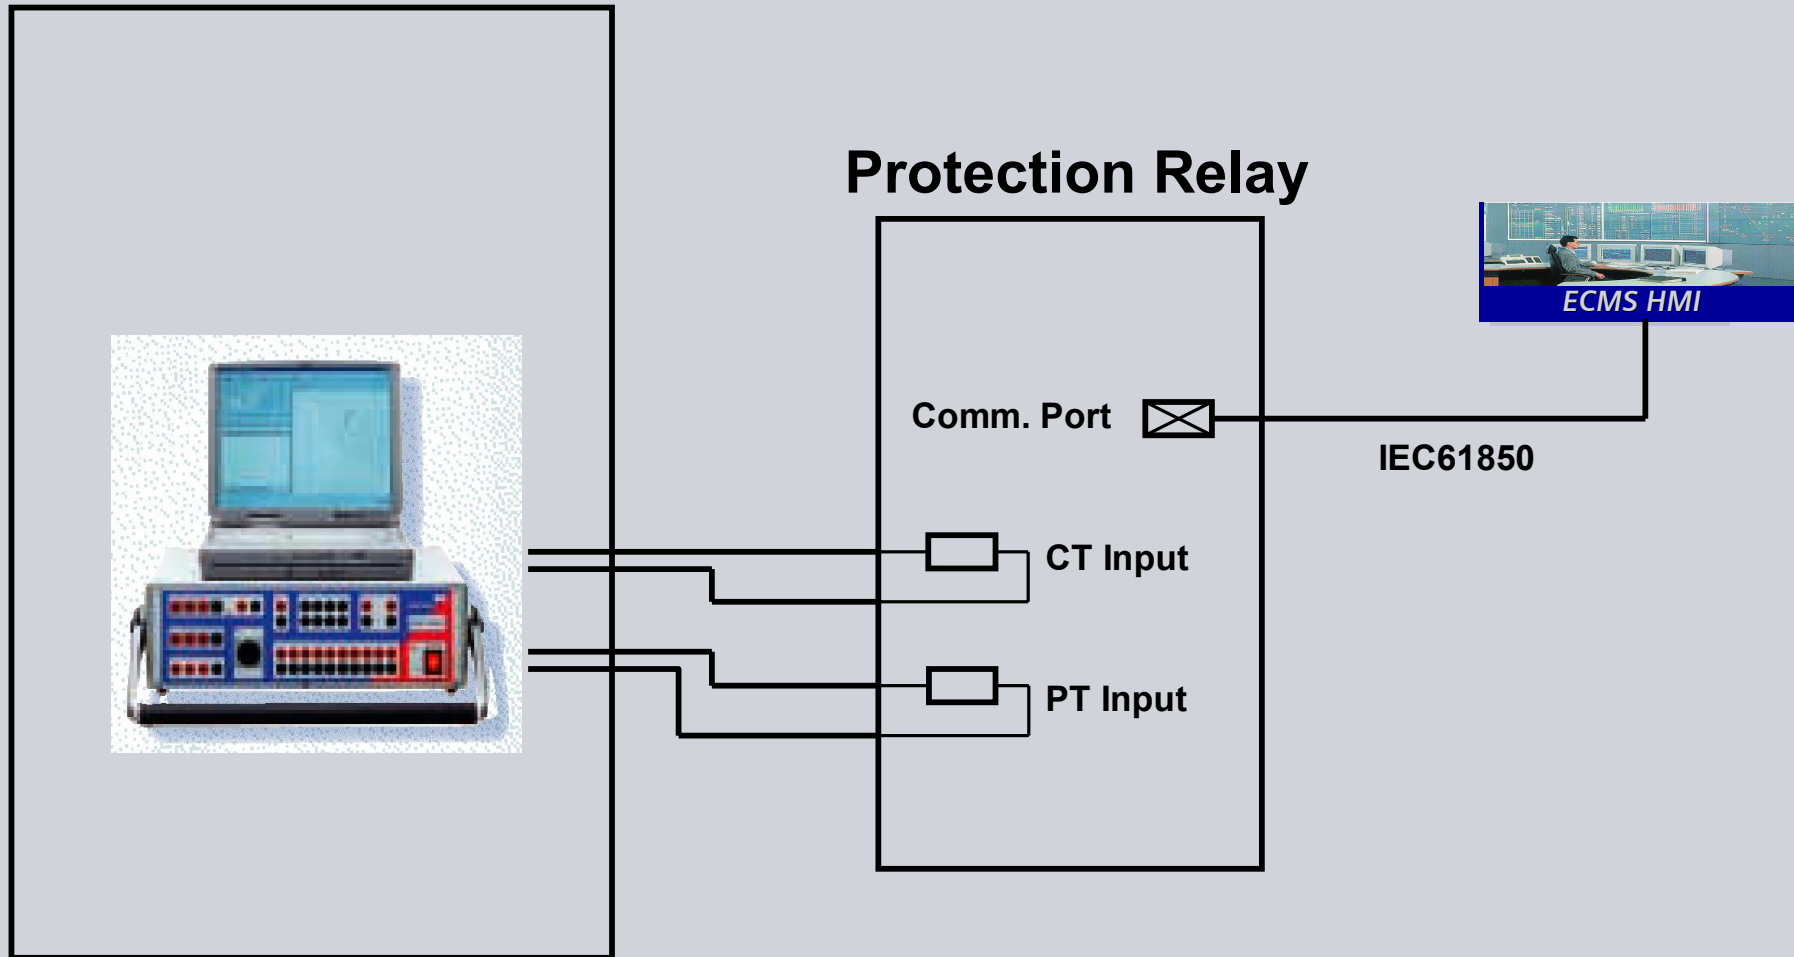 Protection Relay
ECMS HMI
Comm. Port
IEC61850
CT Input
PT Input